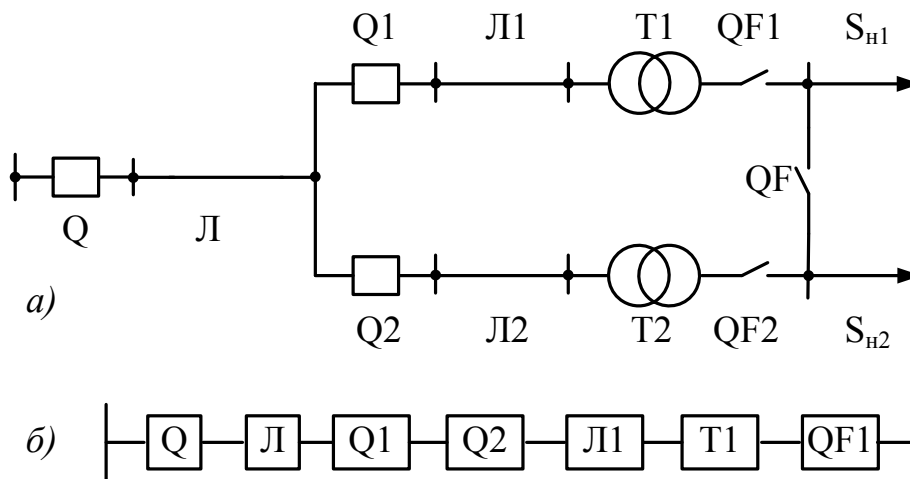 Q1 Л1 T1 QF1 Sн1
QF
Q Л
а)
Q2 Л2 T2 QF2 Sн2
б) Q Л Q1 Q2 Л1 T1 QF1